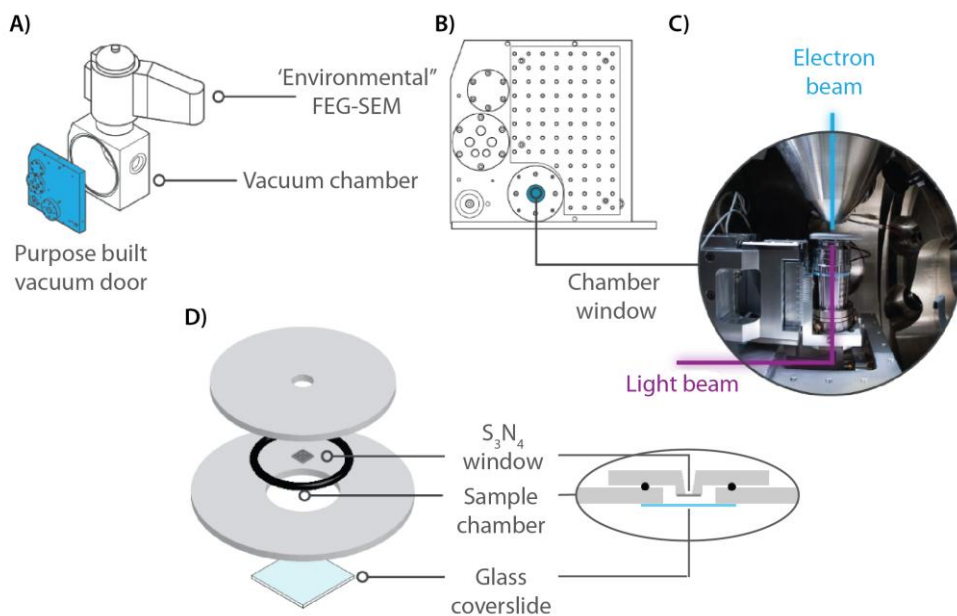 A)
'Environmental"
FEG-SEM
Vacuum chamber
Purpose built
vacuum door
B)
Chamber
window
C)
Electron
beam
Light beam
D)
S₃N₄
window
Sample
chamber
Glass
coverslide